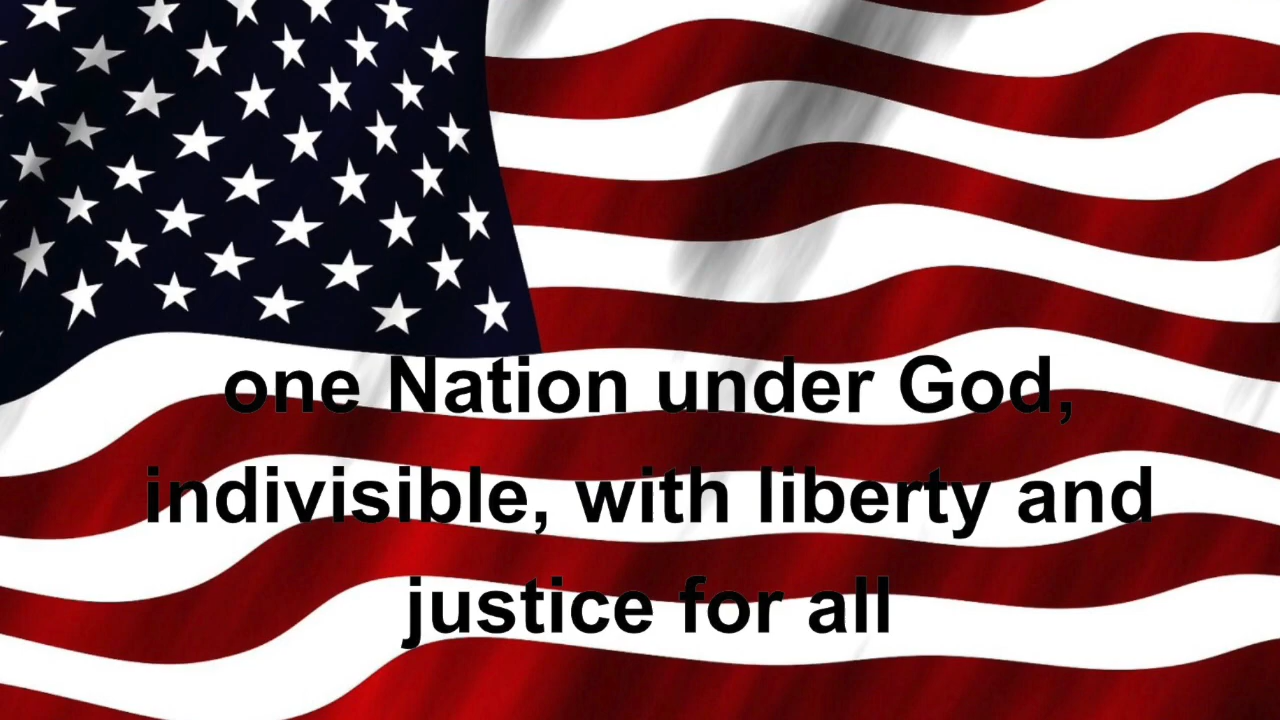 one Nation under God,
indivisible, with liberty and
justice for all